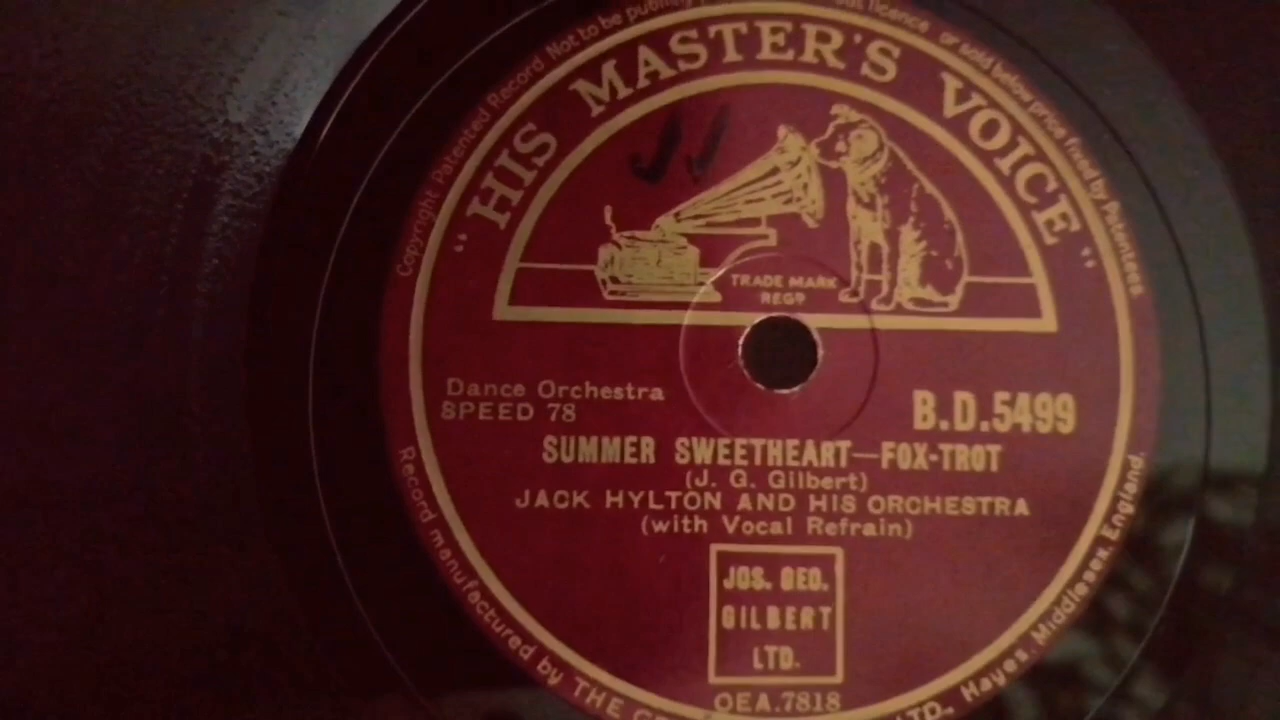 Copyright Patented Record Not to be publicly licence or sold below price fixed by Patentees.
"HIS MASTER'S VOICE"
TRADE MARK
REGD
Dance Orchestra
SPEED 78
B.D.5499
SUMMER SWEETHEART—FOX-TROT
(J. G. Gilbert)
JACK HYLTON AND HIS ORCHESTRA
(with Vocal Refrain)
JOS. GEO.
GILBERT
LTD.
OEA.7818
Record manufactured by THE LTD., Hayes, Middlesex, England.